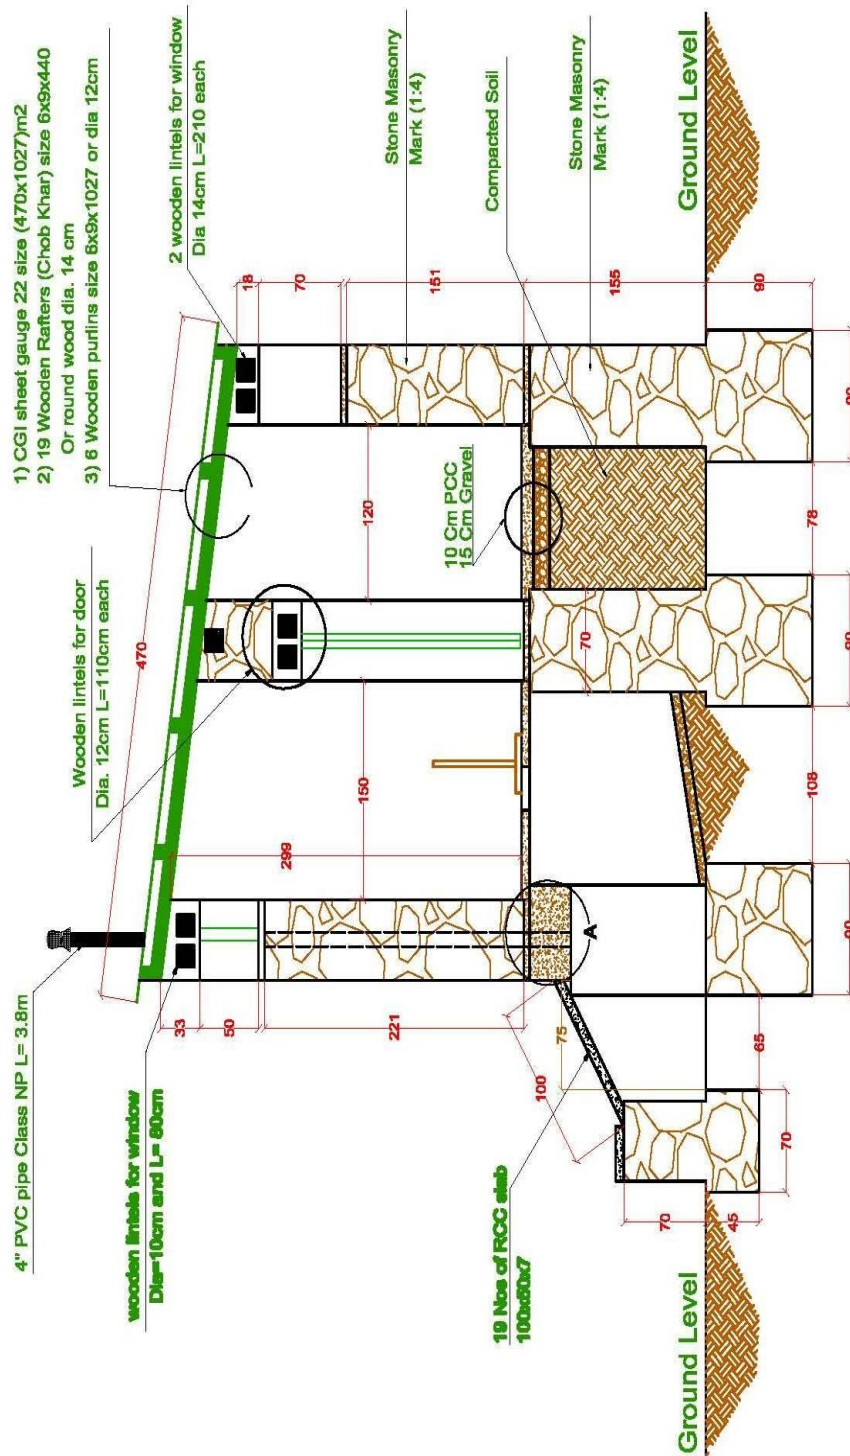 1) CGI sheet gauge 22 size (470x1027)m2
2) 19 Wooden Rafters (Chob Khar) size 6x9x440
Or round wood dia. 14 cm
3) 6 Wooden purlins size 6x9x1027 or dia 12cm
4" PVC pipe Class NP L= 3.8m
Wooden lintels for door
Dia. 12cm L=110cm each
2 wooden lintels for window
Dia 14cm L=210 each
wooden lintels for window
Dia=10cm and L= 80cm
470
33
50
221
299
150
120
18
70
151
155
90
Stone Masonry
Mark (1:4)
Compacted Soil
Stone Masonry
Mark (1:4)
10 Cm PCC
15 Cm Gravel
19 Nos of RCC slab
A
75
100
70
70
45
70
65
90
108
90
78
90
Ground Level
Ground Level